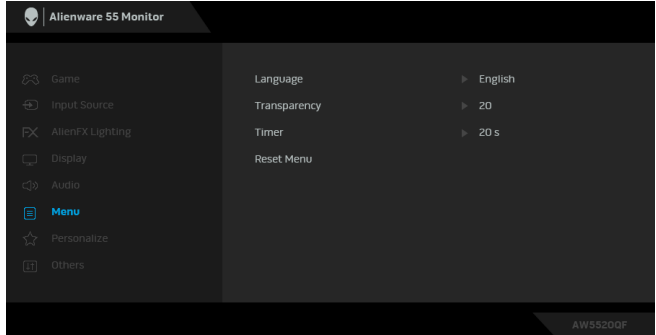 Alienware 55 Monitor
Game
Input Source
FX AlienFX Lighting
Display
Audio
Menu
Personalize
Others
Language English
Transparency 20
Timer 20 s
Reset Menu
AW5520QF